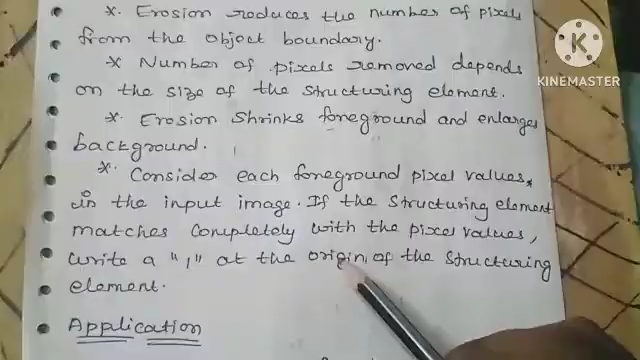 * Erosion reduces the number of pixels
from the object boundary.
* Number of pixels removed depends
on the size of the structuring element.
* Erosion Shrinks foreground and enlarges
background.
* Consider each foreground pixel values,
in the input image. If the structuring element
matches completely with the pixel values,
write a "1" at the origin of the structuring
element.
Application
K
KINEMASTER